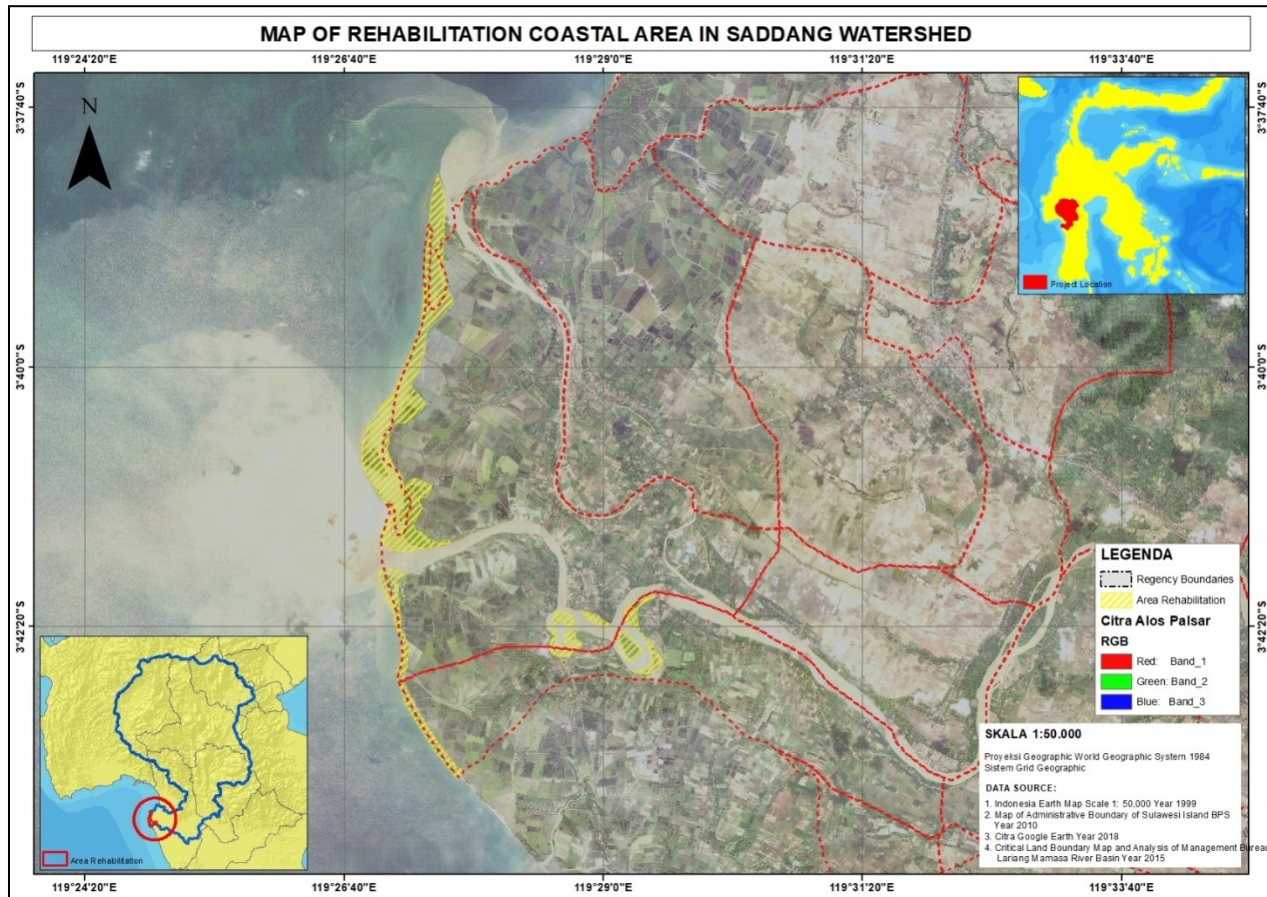 MAP OF REHABILITATION COASTAL AREA IN SADDANG WATERSHED
119°24'20"E 119°26'40"E 119°29'0"E 119°31'20"E 119°33'40"E
N
3°37'40"S 3°37'40"S
Project Location
3°40'0"S 3°40'0"S
3°42'20"S 3°42'20"S
LEGENDA
Regency Boundaries
Area Rehabilitation
Citra Alos Palsar
RGB
Red: Band_1
Green: Band_2
Blue: Band_3
SKALA 1:50.000
Proyeksi Geographic World Geographic System 1984
Sistem Grid Geographic
DATA SOURCE:
1. Indonesia Earth Map Scale 1: 50,000 Year 1999
2. Map of Administrative Boundary of Sulawesi Island BPS
Year 2010
3. Citra Google Earth Year 2018
4. Critical Land Boundary Map and Analysis of Management Bureau
Lariang Mamasa River Basin Year 2015
Area Rehabilitation
119°24'20"E 119°26'40"E 119°29'0"E 119°31'20"E 119°33'40"E